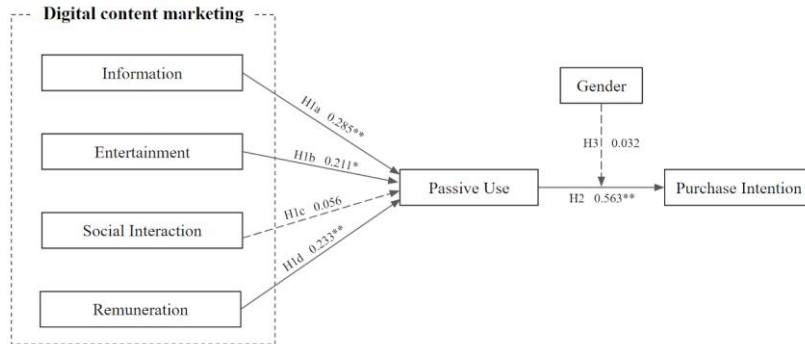 Digital content marketing
Information
Entertainment
Social Interaction
Remuneration
H1a 0.285**
H1b 0.211*
H1c 0.056
H1d 0.233**
Passive Use
Gender
H3 0.032
H2 0.563**
Purchase Intention